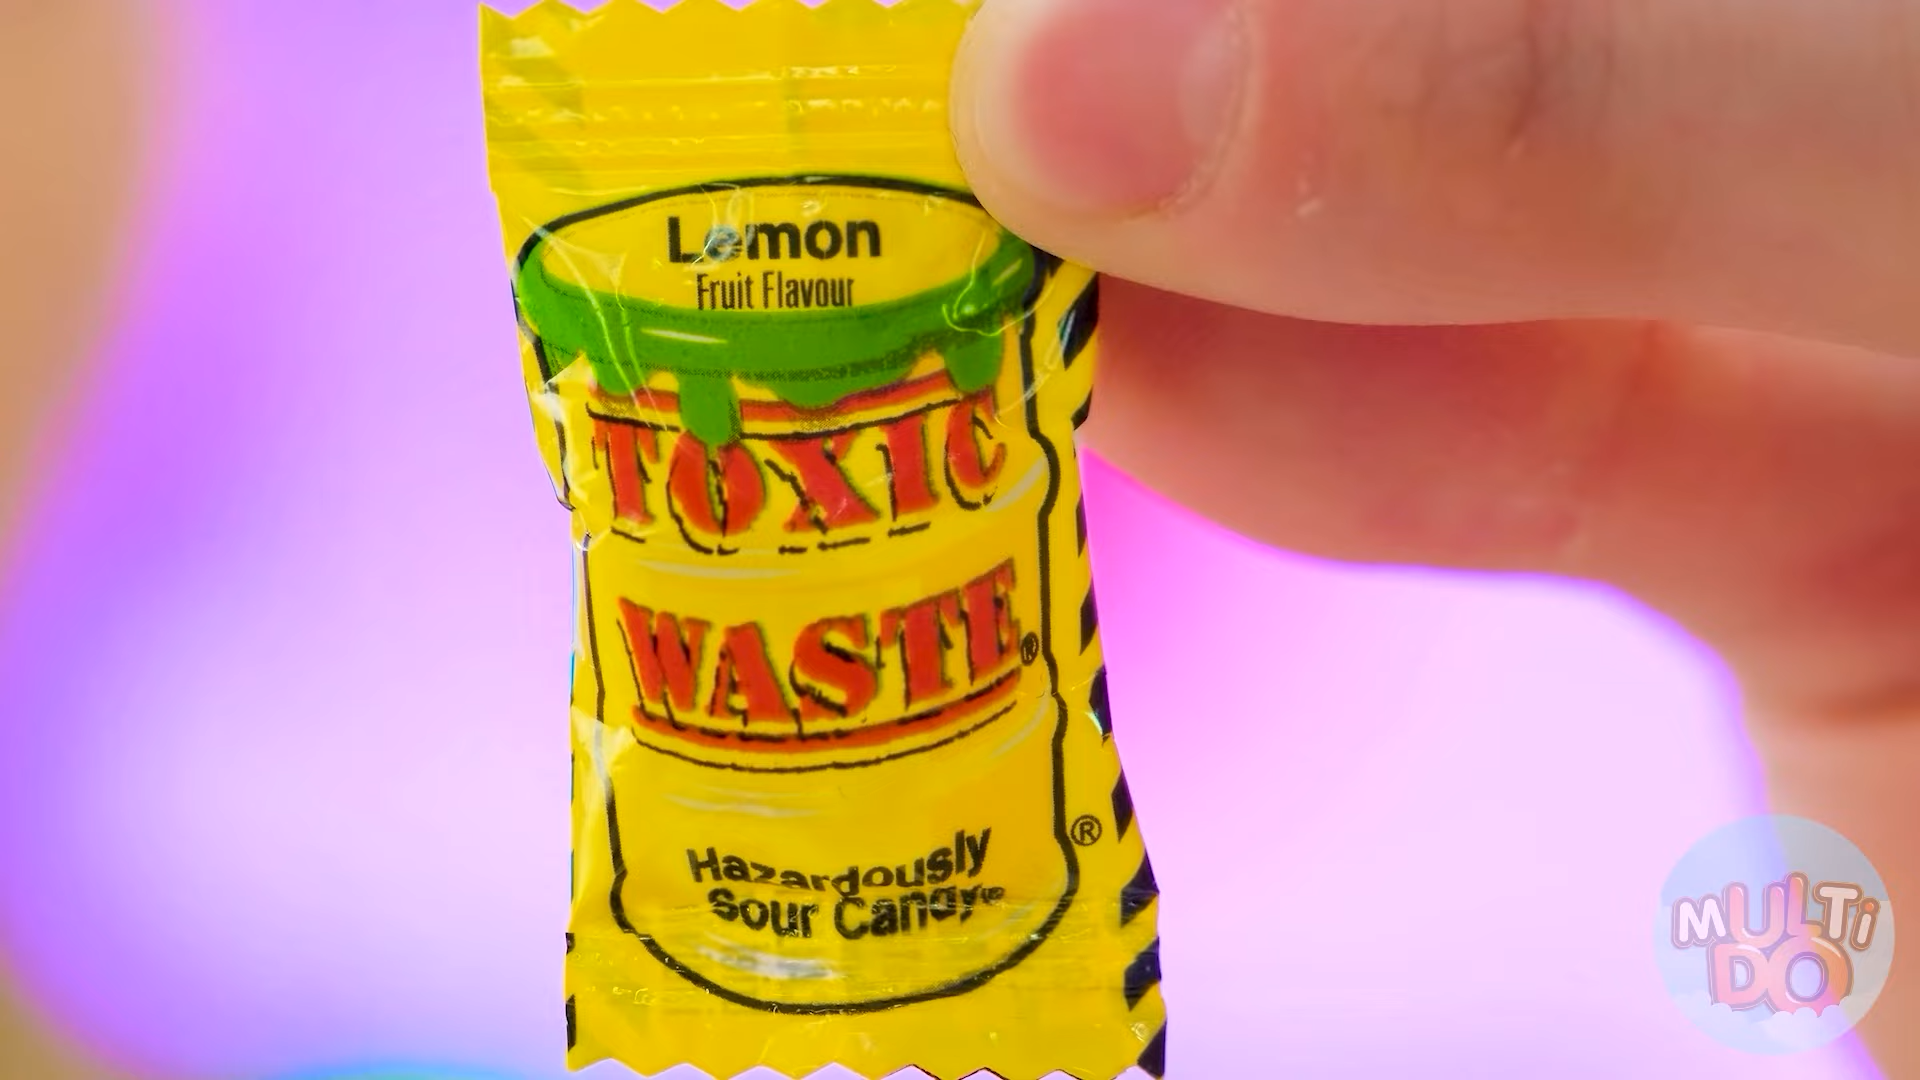 Lemon
Fruit Flavour
TOXIC
WASTE®
®
Hazardously
Sour Candy®
MULTi
DO